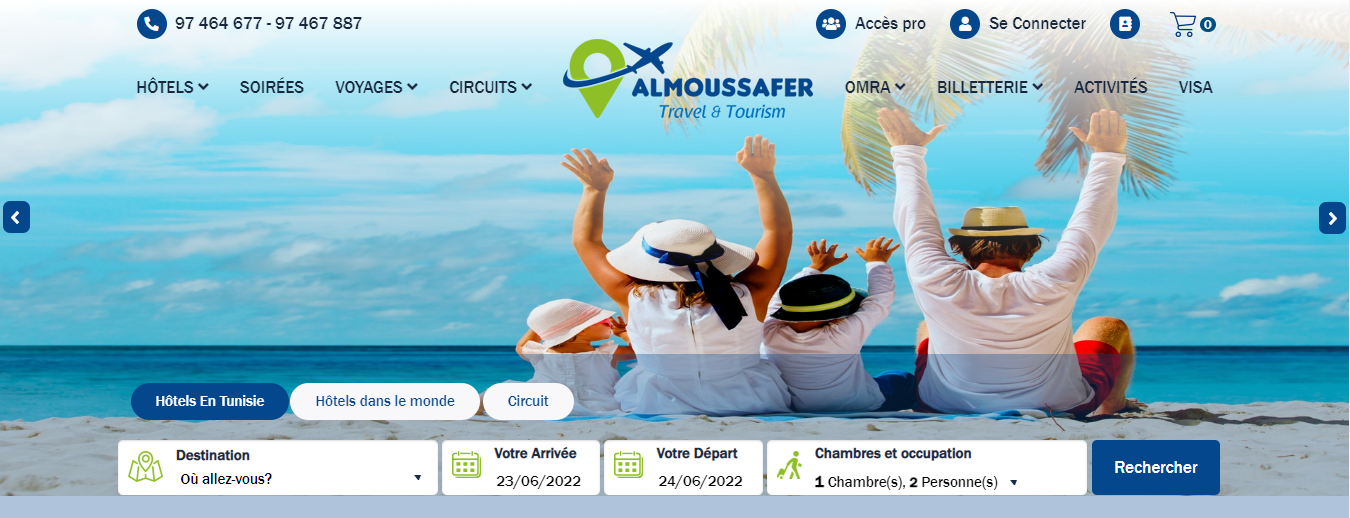 97 464 677 - 97 467 887
Accès pro
Se Connecter
0
HÔTELS
SOIRÉES
VOYAGES
CIRCUITS
ALMOUSSAFER
Travel & Tourism
OMRA
BILLETTERIE
ACTIVITÉS
VISA
Hôtels En Tunisie
Hôtels dans le monde
Circuit
Destination
Où allez-vous?
Votre Arrivée
23/06/2022
Votre Départ
24/06/2022
Chambres et occupation
1 Chambre(s), 2 Personne(s)
Rechercher